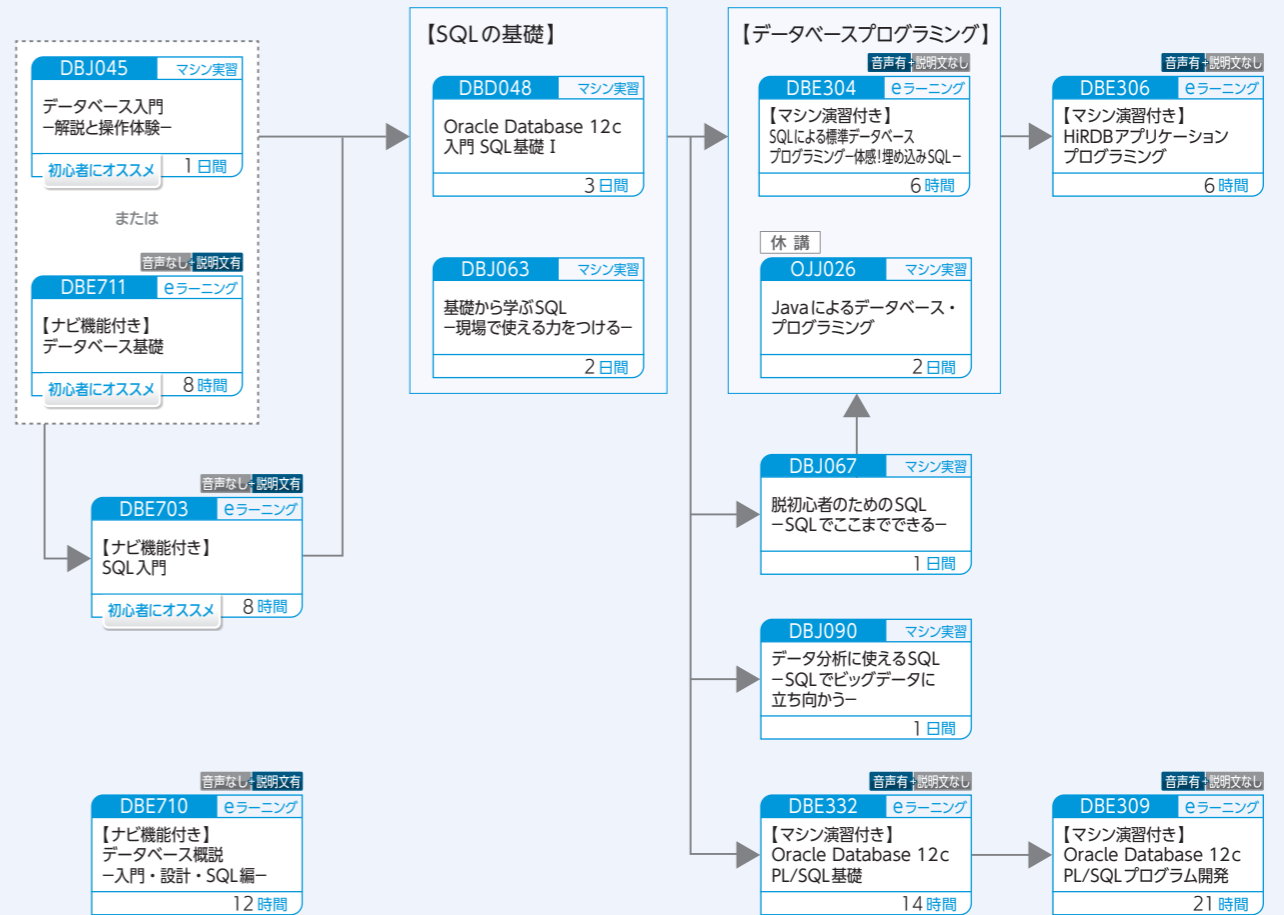 DBJ045 マシン実習
データベース入門
−解説と操作体験−
初心者にオススメ 1日間
または
音声なし 説明文有
DBE711 eラーニング
【ナビ機能付き】
データベース基礎
初心者にオススメ 8時間
音声なし 説明文有
DBE703 eラーニング
【ナビ機能付き】
SQL入門
初心者にオススメ 8時間
音声なし 説明文有
DBE710 eラーニング
【ナビ機能付き】
データベース概説
−入門・設計・SQL編−
12時間
【SQLの基礎】
DBD048 マシン実習
Oracle Database 12c
入門 SQL基礎 I
3日間
DBJ063 マシン実習
基礎から学ぶSQL
−現場で使える力をつける−
2日間
【データベースプログラミング】
音声有 説明文なし
DBE304 eラーニング
【マシン演習付き】
SQLによる標準データベース
プログラミング−体感!埋め込みSQL−
6時間
休 講
OJJ026 マシン実習
Javaによるデータベース・
プログラミング
2日間
DBJ067 マシン実習
脱初心者のためのSQL
−SQLでここまでできる−
1日間
DBJ090 マシン実習
データ分析に使えるSQL
−SQLでビッグデータに
立ち向かう−
1日間
音声有 説明文なし
DBE332 eラーニング
【マシン演習付き】
Oracle Database 12c
PL/SQL基礎
14時間
音声有 説明文なし
DBE306 eラーニング
【マシン演習付き】
HiRDBアプリケーション
プログラミング
6時間
音声有 説明文なし
DBE309 eラーニング
【マシン演習付き】
Oracle Database 12c
PL/SQLプログラム開発
21時間